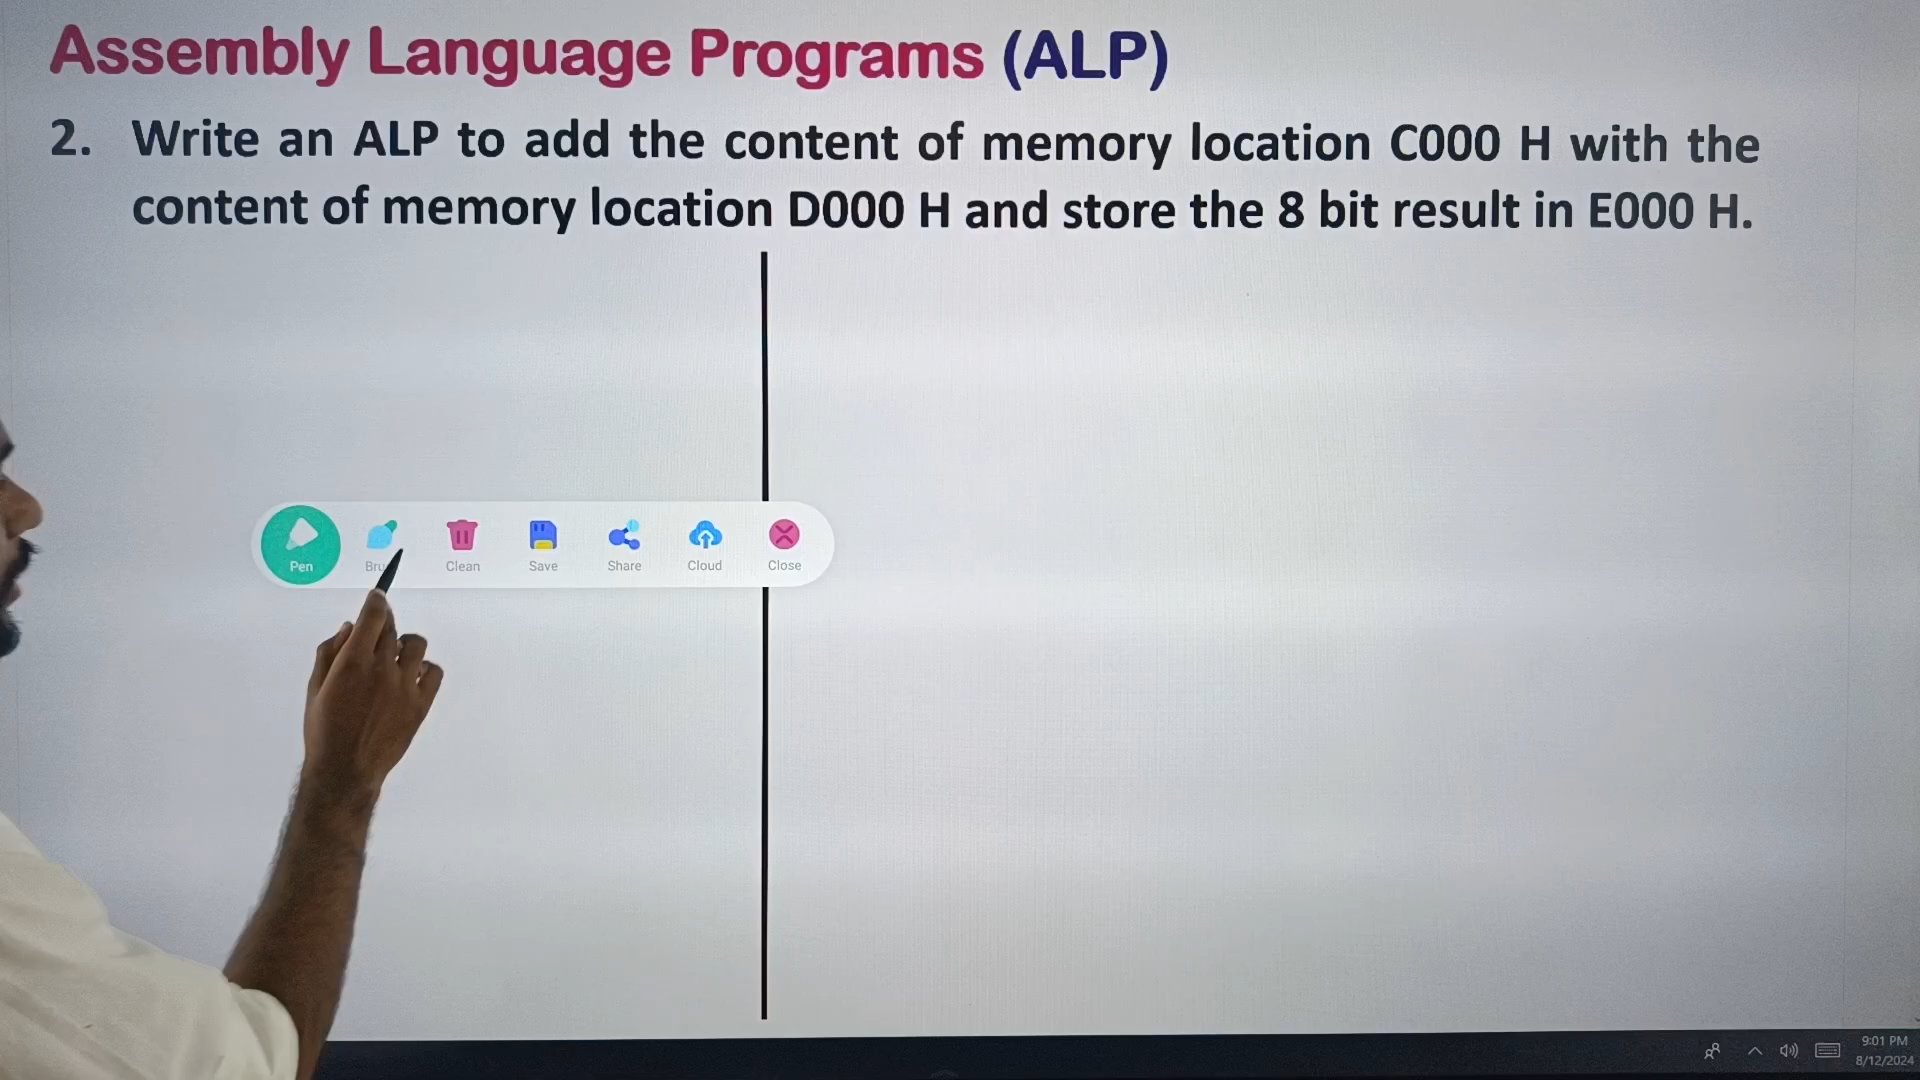 Assembly Language Programs (ALP)
2. Write an ALP to add the content of memory location C000 H with the
content of memory location D000 H and store the 8 bit result in E000 H.
Pen Clean Save Share Cloud Close
9:01 PM
8/12/2024